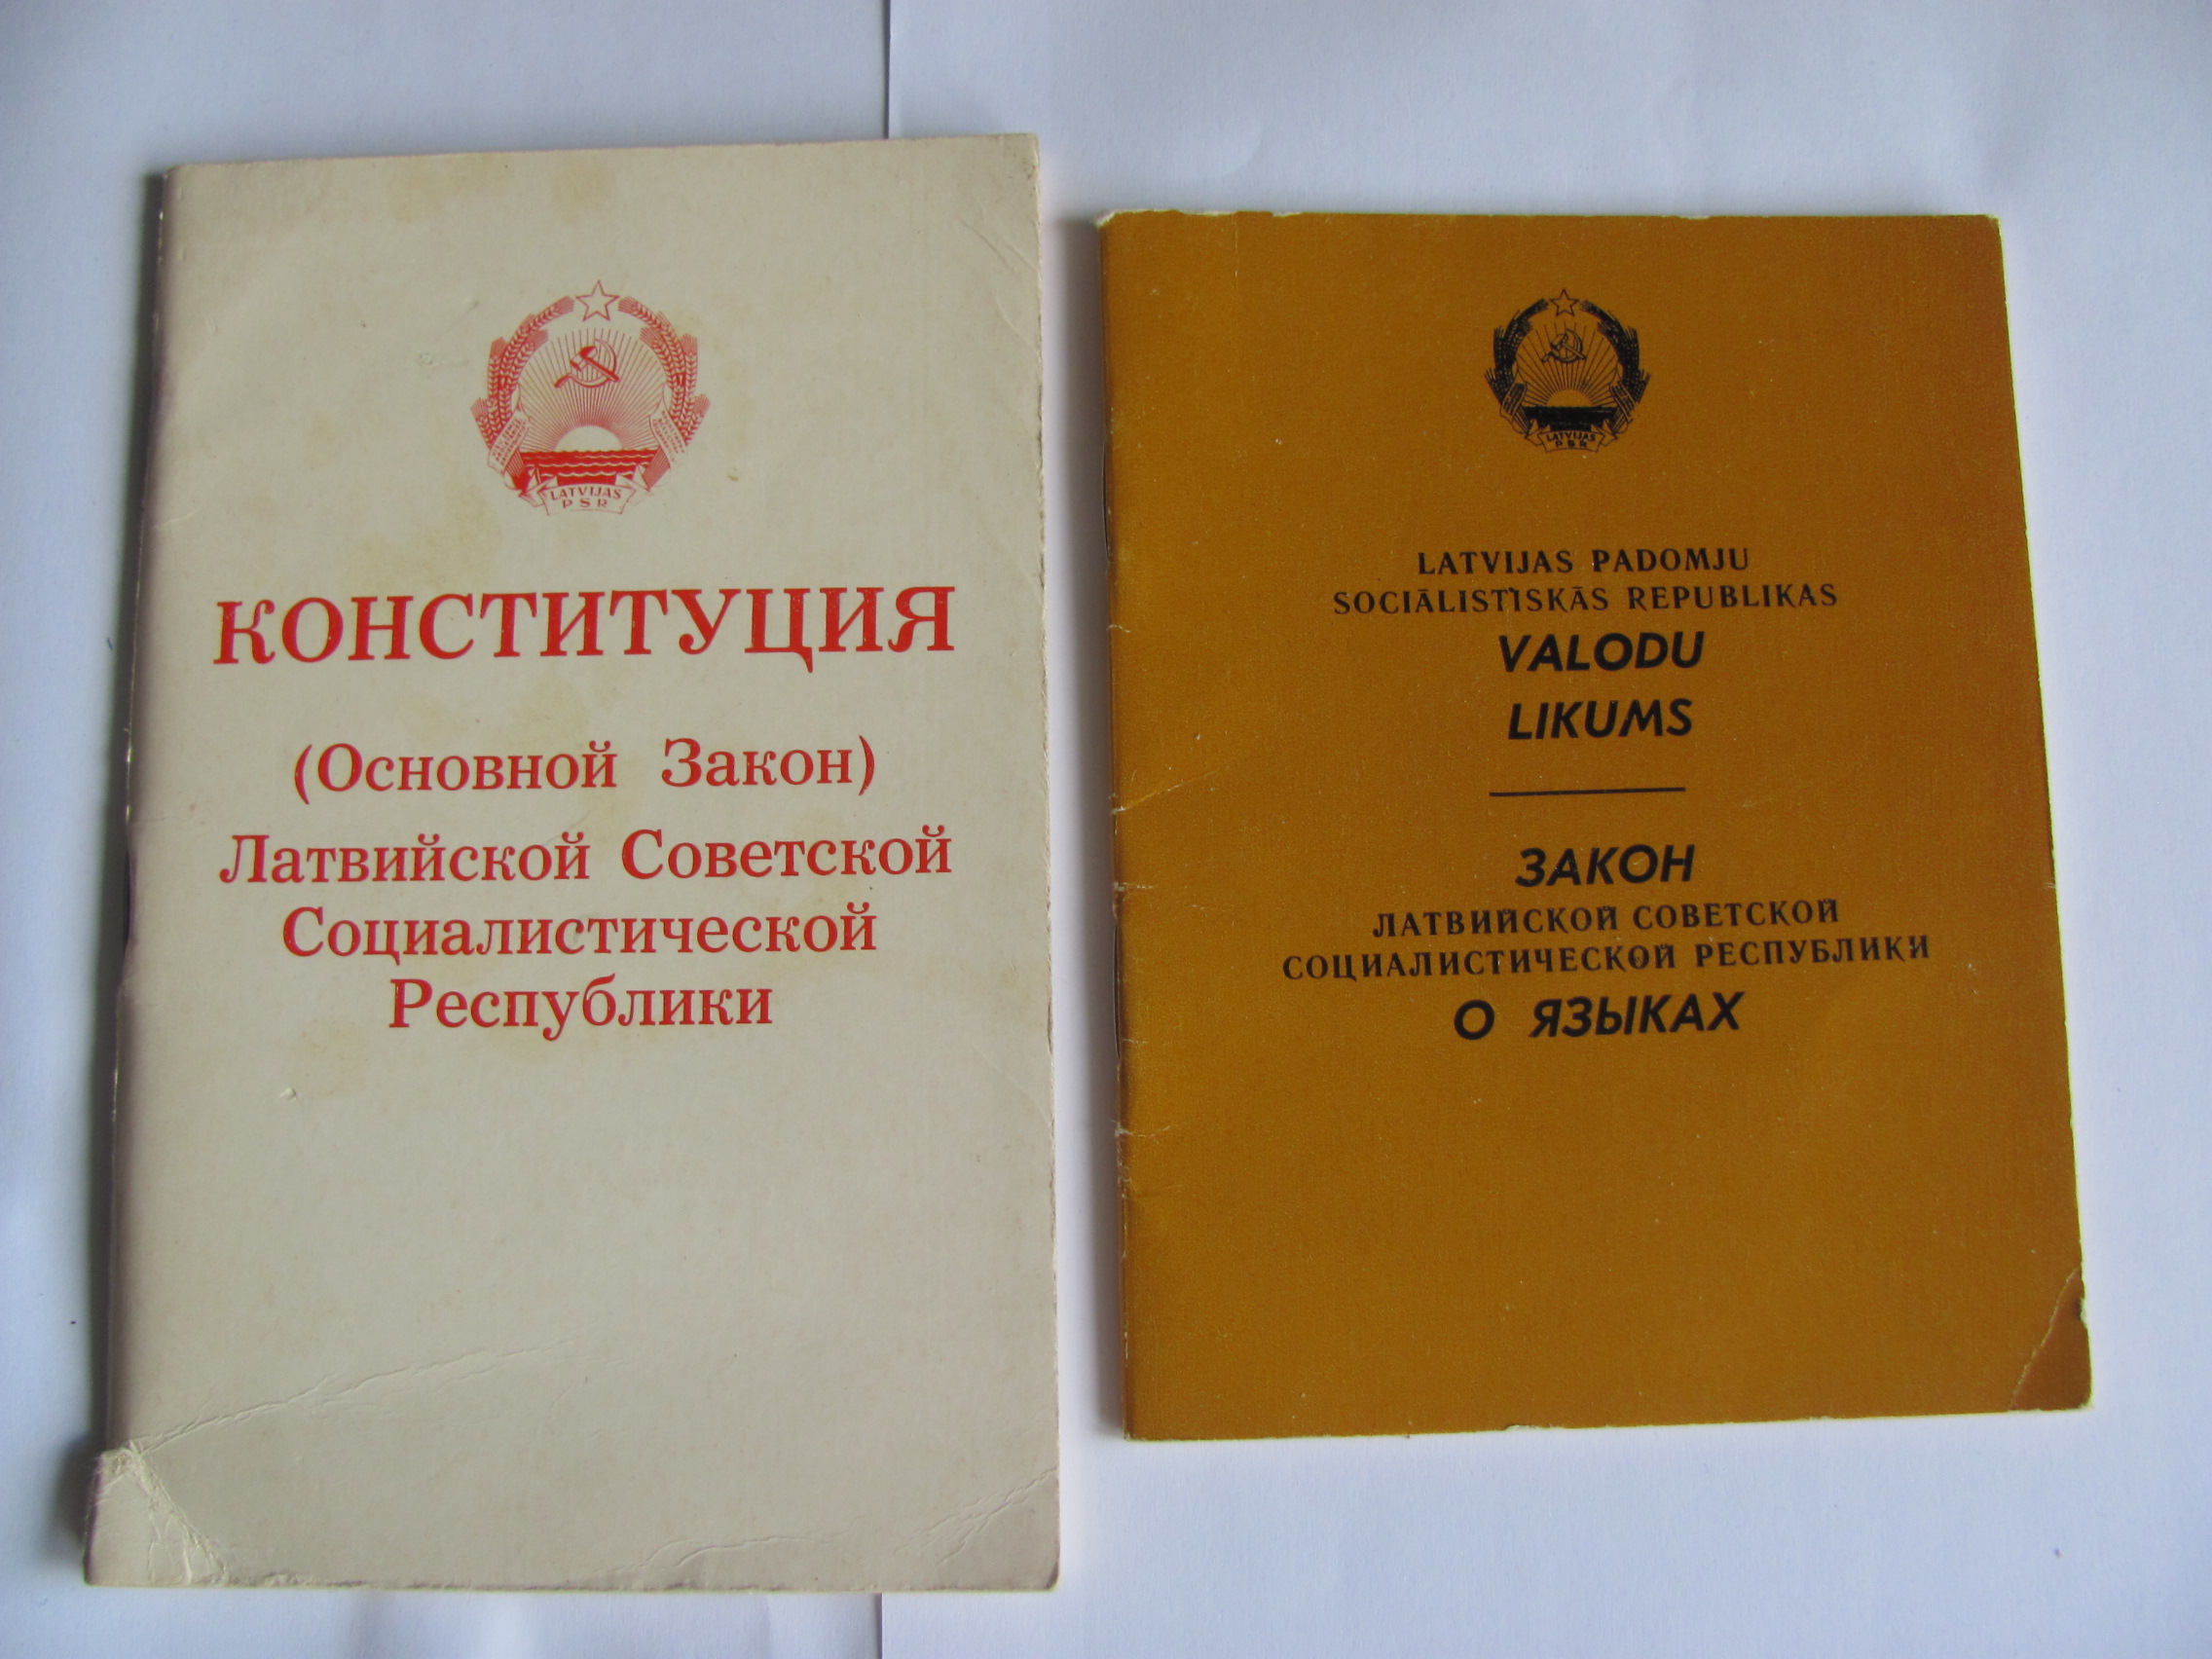 LATVIJAS
PSR
КОНСТИТУЦИЯ
(Основной Закон)
Латвийской Советской
Социалистической
Республики
LATVIJAS
PSR
LATVIJAS PADOMJU
SOCIĀLISTISKĀS REPUBLIKAS
VALODU
LIKUMS
ЗАКОН
ЛАТВИЙСКОЙ СОВЕТСКОЙ
СОЦИАЛИСТИЧЕСКОЙ РЕСПУБЛИКИ
О ЯЗЫКАХ